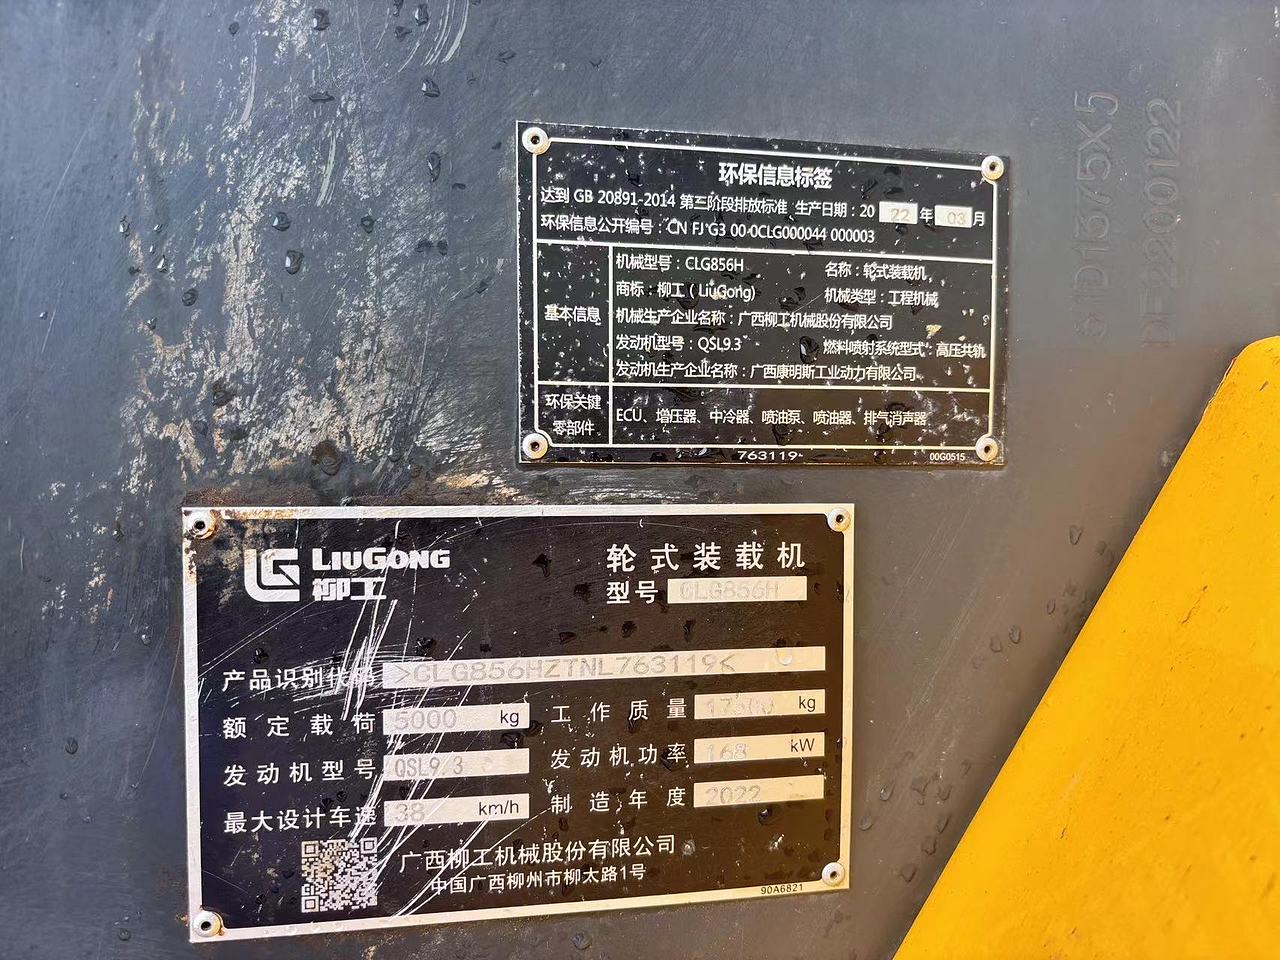 环保信息标签
达到 GB 20891-2014 第三阶段排放标准 生产日期：20 22 年 03 月
环保信息公开编号：CN FJ G3 00 0CLG000044 000003
基本信息
机械型号：CLG856H 名称：轮式装载机
商标：柳工（LiuGong) 机械类型：工程机械
机械生产企业名称：广西柳工机械股份有限公司
发动机型号：QSL9.3 燃料喷射系统型式：高压共轨
发动机生产企业名称：广西康明斯工业动力有限公司
环保关键
零部件
ECU、增压器、中冷器、喷油泵、喷油器、排气消声器
763119
00G0515
LIUGONG
柳工
轮式装载机
型号 CLG856H
产品识别代码 >CLG856HZTNL763119<
额定载荷 5000 kg 工作质量 kg
发动机型号 QSL9.3 发动机功率 168 kW
最大设计车速 38 km/h 制造年度 2022
广西柳工机械股份有限公司
中国广西柳州市柳太路1号
90A6821